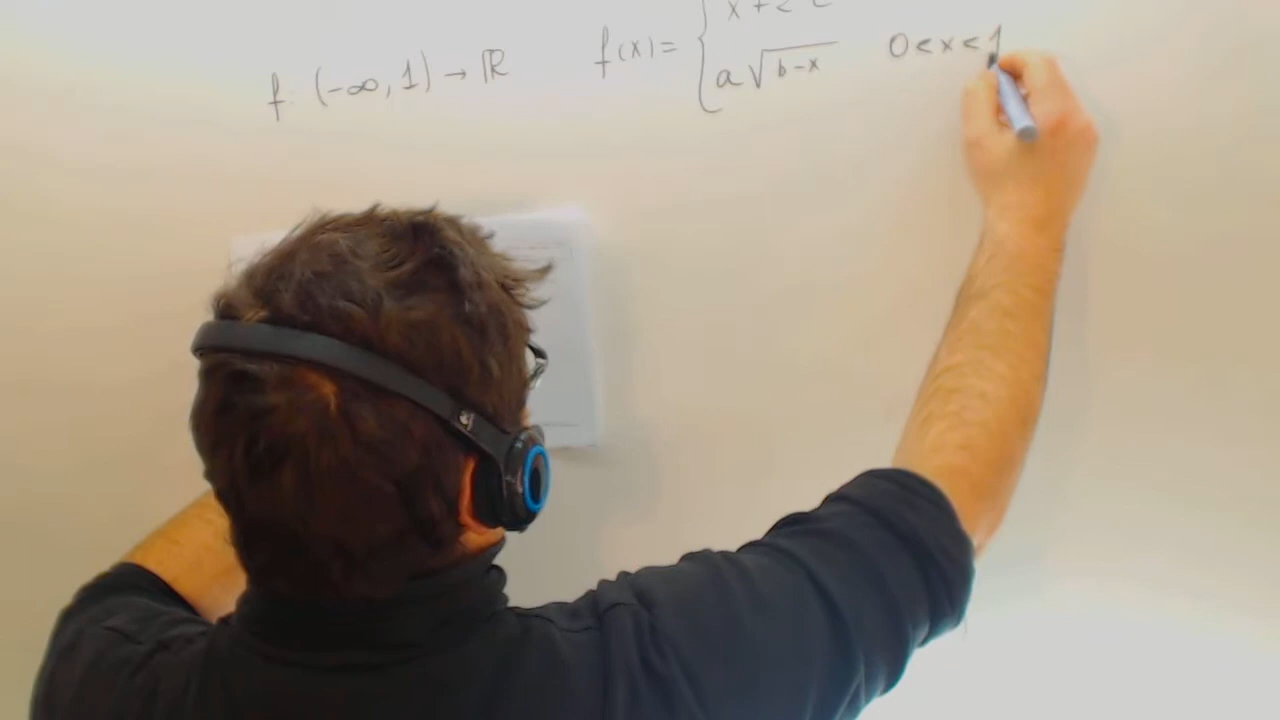 f: (-∞, 1) → ℝ f(x) = {
a√(b-x) 0<x<1